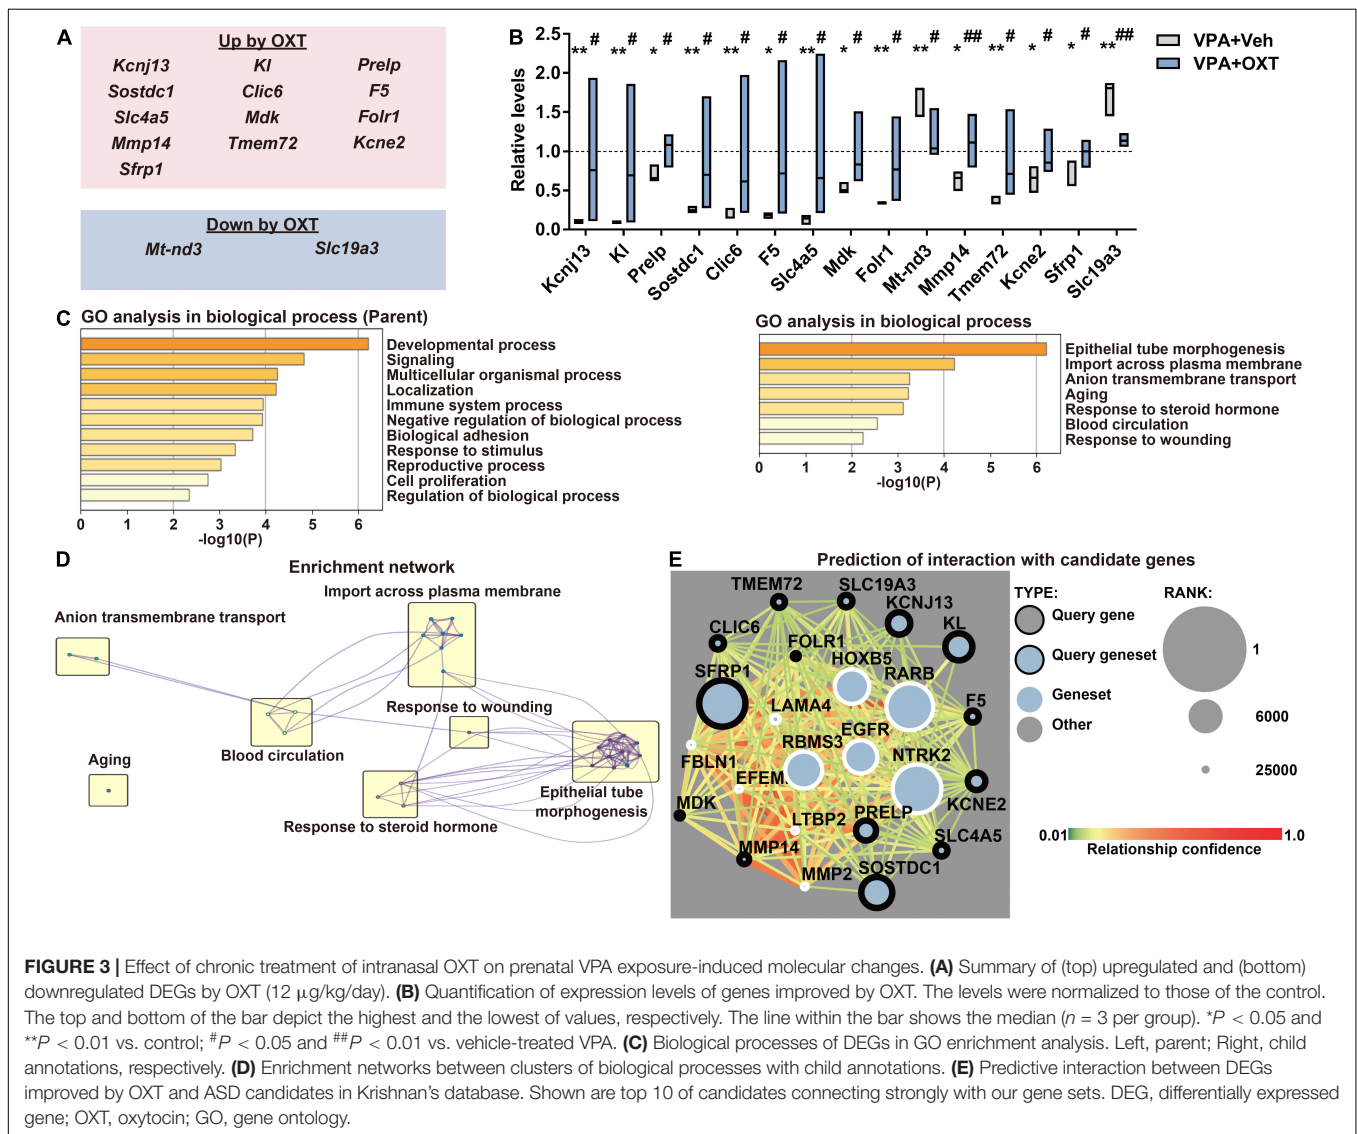 A
Up by OXT
Kcnj13 Kl Prelp
Sostdc1 Clic6 F5
Slc4a5 Mdk Folr1
Mmp14 Tmem72 Kcne2
Sfrp1
Down by OXT
Mt-nd3 Slc19a3
B
Relative levels
2.5
2.0
1.5
1.0
0.5
0.0
** # ** # * # ** # ** # * # ** # * # ** # ** # * ## ** # * # * # ** ##
VPA+Veh
VPA+OXT
Kcnj13 Kl Prelp Sostdc1 Clic6 F5 Slc4a5 Mdk Folr1 Mt-nd3 Mmp14 Tmem72 Kcne2 Sfrp1 Slc19a3
C
GO analysis in biological process (Parent)
Developmental process
Signaling
Multicellular organismal process
Localization
Immune system process
Negative regulation of biological process
Biological adhesion
Response to stimulus
Reproductive process
Cell proliferation
Regulation of biological process
0 1 2 3 4 5 6
-log10(P)
GO analysis in biological process
Epithelial tube morphogenesis
Import across plasma membrane
Anion transmembrane transport
Aging
Response to steroid hormone
Blood circulation
Response to wounding
0 1 2 3 4 5 6
-log10(P)
D
Enrichment network
Import across plasma membrane
Anion transmembrane transport
Response to wounding
Blood circulation
Aging
Epithelial tube
morphogenesis
Response to steroid hormone
E
Prediction of interaction with candidate genes
TMEM72 SLC19A3
KCNJ13
CLIC6 KL
FOLR1
HOXB5
SFRP1 RARB
F5
LAMA4
EGFR
RBMS3 NTRK2
FBLN1
EFEM
MDK KCNE2
LTBP2 PRELP
SLC4A5
MMP14
MMP2 SOSTDC1
TYPE:
Query gene
Query geneset
Geneset
Other
RANK:
1
6000
25000
0.01 1.0
Relationship confidence
FIGURE 3 | Effect of chronic treatment of intranasal OXT on prenatal VPA exposure-induced molecular changes. (A) Summary of (top) upregulated and (bottom)
downregulated DEGs by OXT (12 μg/kg/day). (B) Quantification of expression levels of genes improved by OXT. The levels were normalized to those of the control.
The top and bottom of the bar depict the highest and the lowest of values, respectively. The line within the bar shows the median (n = 3 per group). *P < 0.05 and
**P < 0.01 vs. control; #P < 0.05 and ##P < 0.01 vs. vehicle-treated VPA. (C) Biological processes of DEGs in GO enrichment analysis. Left, parent; Right, child
annotations, respectively. (D) Enrichment networks between clusters of biological processes with child annotations. (E) Predictive interaction between DEGs
improved by OXT and ASD candidates in Krishnan's database. Shown are top 10 of candidates connecting strongly with our gene sets. DEG, differentially expressed
gene; OXT, oxytocin; GO, gene ontology.